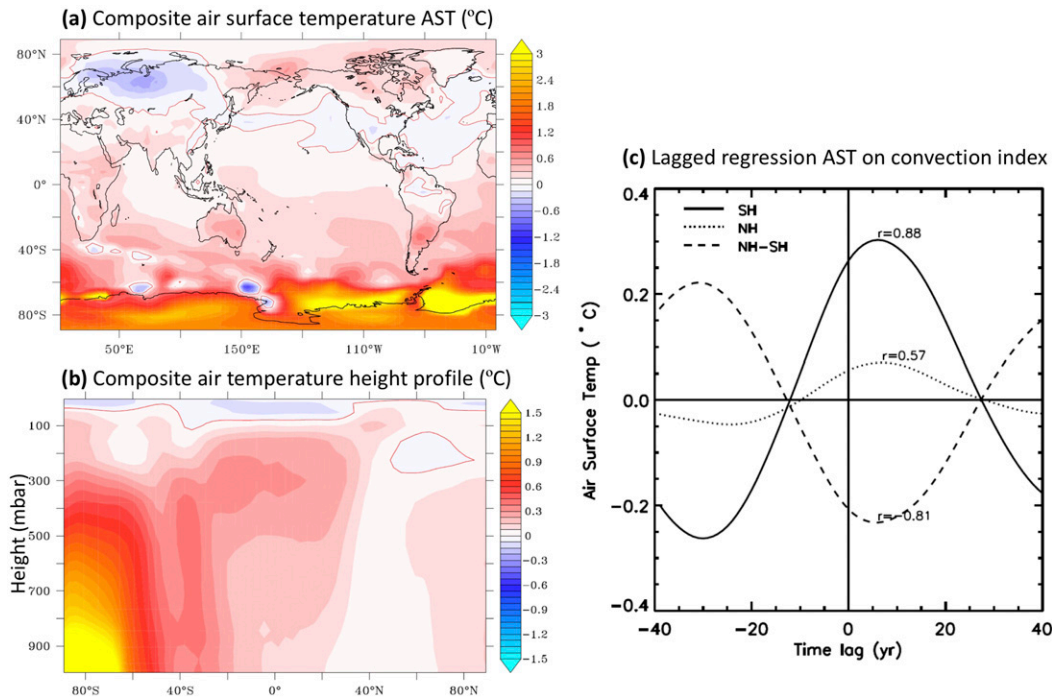 (a) Composite air surface temperature AST (ºC)
80°N
40°N
0°
40°S
80°S
50°E
150°E
110°W
10°W
3
2.4
1.8
1.2
0.6
0
−0.6
−1.2
−1.8
−2.4
−3
(b) Composite air temperature height profile (ºC)
Height (mbar)
100
300
500
700
900
80°S
40°S
0°
40°N
80°N
1.5
1.2
0.9
0.6
0.3
0
−0.3
−0.6
−0.9
−1.2
−1.5
(c) Lagged regression AST on convection index
Air Surface Temp (°C)
0.4
0.2
0.0
−0.2
−0.4
SH
NH
NH−SH
r=0.88
r=0.57
r=−0.81
−40
−20
0
20
40
Time lag (yr)